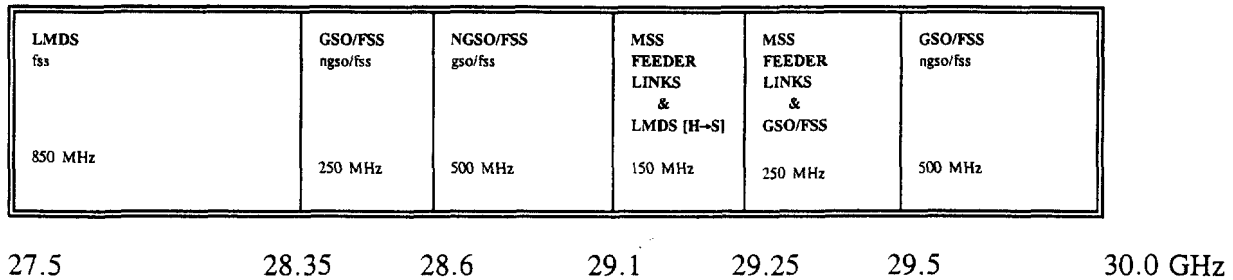 LMDS
fss
850 MHz
GSO/FSS
ngso/fss
250 MHz
NGSO/FSS
gso/fss
500 MHz
MSS
FEEDER
LINKS
&
LMDS [H→S]
150 MHz
MSS
FEEDER
LINKS
&
GSO/FSS
250 MHz
GSO/FSS
ngso/fss
500 MHz
27.5 28.35 28.6 29.1 29.25 29.5 30.0 GHz